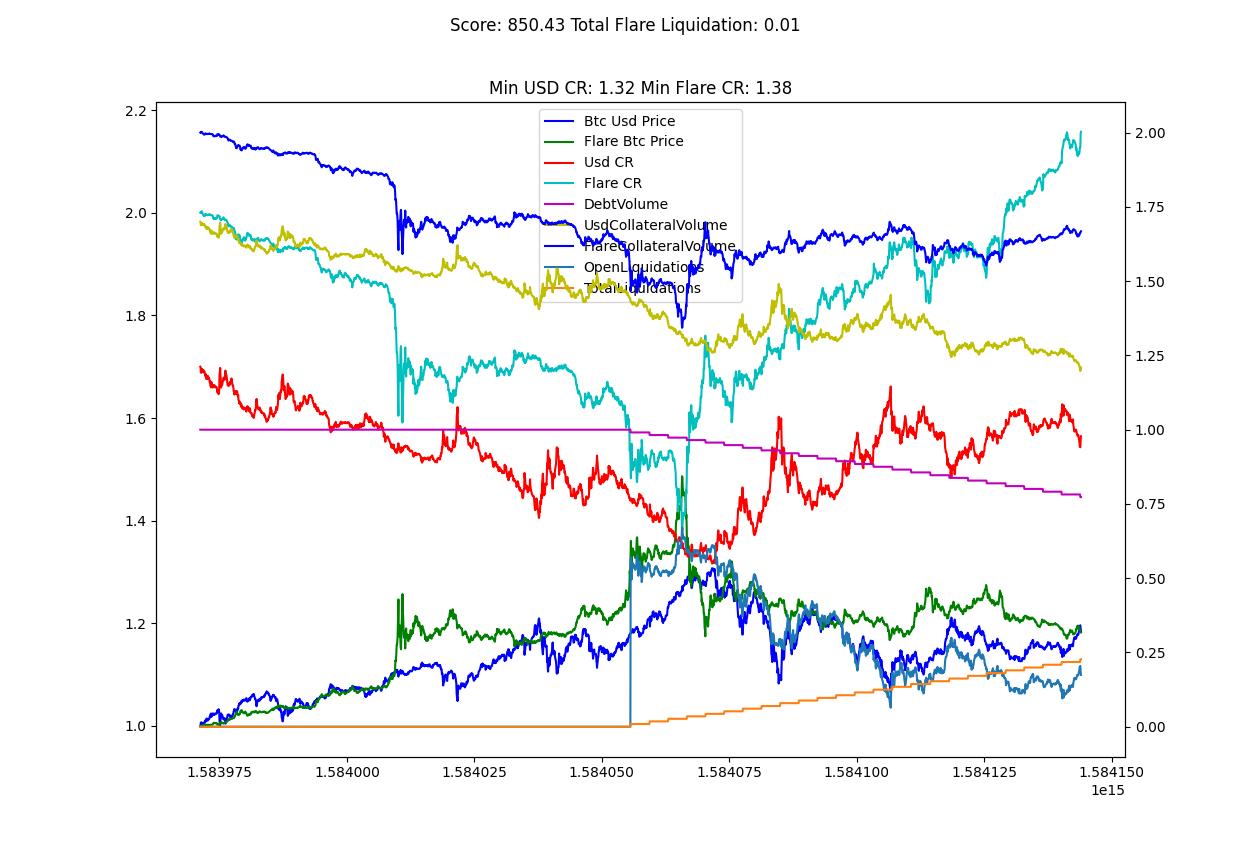 Score: 850.43 Total Flare Liquidation: 0.01
Min USD CR: 1.32 Min Flare CR: 1.38
2.2
2.0
1.8
1.6
1.4
1.2
1.0
Btc Usd Price
Flare Btc Price
Usd CR
Flare CR
DebtVolume
UsdCollateralVolume
FlareCollateralVolume
OpenLiquidations
TotalLiquidations
2.00
1.75
1.50
1.25
1.00
0.75
0.50
0.25
0.00
1.583975 1.584000 1.584025 1.584050 1.584075 1.584100 1.584125 1.584150
1e15